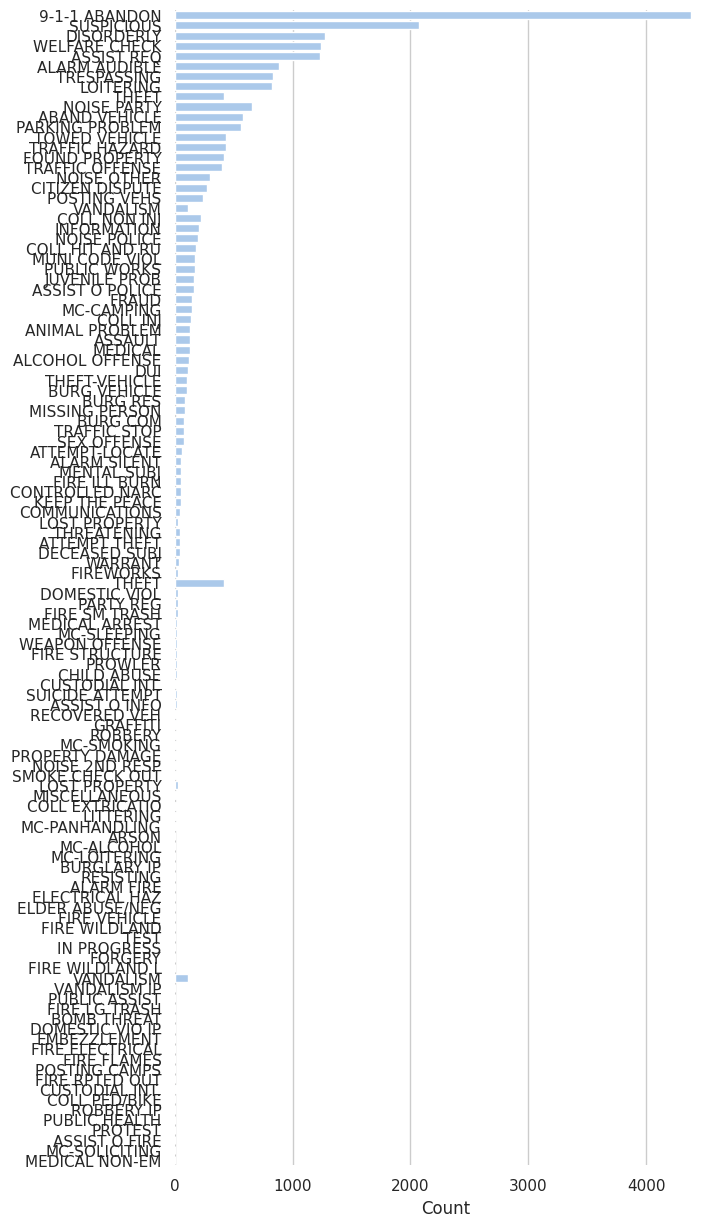 9-1-1 ABANDON
SUSPICIOUS
DISORDERLY
WELFARE CHECK
ASSIST REQ
ALARM AUDIBLE
TRESPASSING
LOITERING
THEFT
NOISE PARTY
ABAND VEHICLE
PARKING PROBLEM
TOWED VEHICLE
TRAFFIC HAZARD
FOUND PROPERTY
TRAFFIC OFFENSE
NOISE OTHER
CITIZEN DISPUTE
POSTING VEHS
VANDALISM
COLL NON INJ
INFORMATION
NOISE POLICE
COLL HIT AND RU
MUNI CODE VIOL
PUBLIC WORKS
JUVENILE PROB
ASSIST O POLICE
FRAUD
MC-CAMPING
COLL INJ
ANIMAL PROBLEM
ASSAULT
MEDICAL
ALCOHOL OFFENSE
DUI
THEFT-VEHICLE
BURG VEHICLE
BURG RES
MISSING PERSON
BURG COM
TRAFFIC STOP
SEX OFFENSE
ATTEMPT-LOCATE
ALARM SILENT
MENTAL SUBJ
FIRE ILL BURN
CONTROLLED NARC
KEEP THE PEACE
COMMUNICATIONS
LOST PROPERTY
THREATENING
ATTEMPT THEFT
DECEASED SUBJ
WARRANT
FIREWORKS
THEFT
DOMESTIC VIOL
PARTY REG
FIRE SM TRASH
MEDICAL ARREST
MC-SLEEPING
WEAPON OFFENSE
FIRE STRUCTURE
PROWLER
CHILD ABUSE
CUSTODIAL INT.
SUICIDE ATTEMPT
ASSIST O INFO
RECOVERED VEH
GRAFFITI
ROBBERY
MC-SMOKING
PROPERTY DAMAGE
NOISE 2ND RESP
SMOKE CHECK OUT
LOST PROPERTY
MISCELLANEOUS
COLL EXTRICATIO
LITTERING
MC-PANHANDLING
ARSON
MC-ALCOHOL
MC-LOITERING
BURGLARY IP
RESISTING
ALARM FIRE
ELECTRICAL HAZ
ELDER ABUSE/NEG
FIRE VEHICLE
FIRE WILDLAND
TEST
IN PROGRESS
FORGERY
FIRE WILDLAND L
VANDALISM
VANDALISM IP
PUBLIC ASSIST
FIRE LG TRASH
BOMB THREAT
DOMESTIC VIO IP
EMBEZZLEMENT
FIRE ELECTRICAL
FIRE FLAMES
POSTING CAMPS
FIRE RPTED OUT
CUSTODIAL INT.
COLL PED/BIKE
ROBBERY IP
PUBLIC HEALTH
PROTEST
ASSIST O FIRE
MC-SOLICITING
MEDICAL NON-EM
0 1000 2000 3000 4000
Count